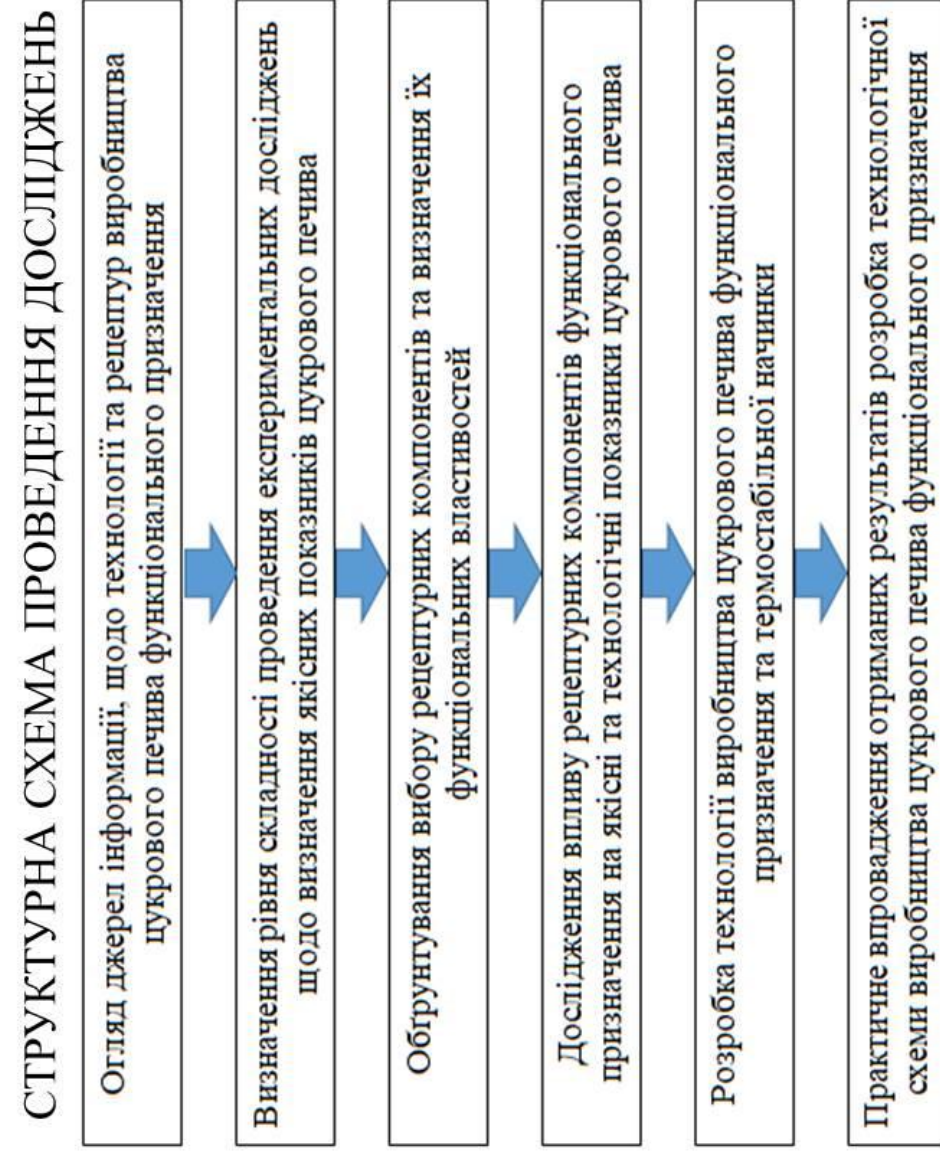 СТРУКТУРНА СХЕМА ПРОВЕДЕННЯ ДОСЛІДЖЕНЬ
Огляд джерел інформації, щодо технології та рецептур виробництва
цукрового печива функціонального призначення
Визначення рівня складності проведення експериментальних досліджень
щодо визначення якісних показників цукрового печива
Обґрунтування вибору рецептурних компонентів та визначення їх
функціональних властивостей
Дослідження впливу рецептурних компонентів функціонального
призначення на якісні та технологічні показники цукрового печива
Розробка технології виробництва цукрового печива функціонального
призначення та термостабільної начинки
Практичне впровадження отриманих результатів розробка технологічної
схеми виробництва цукрового печива функціонального призначення